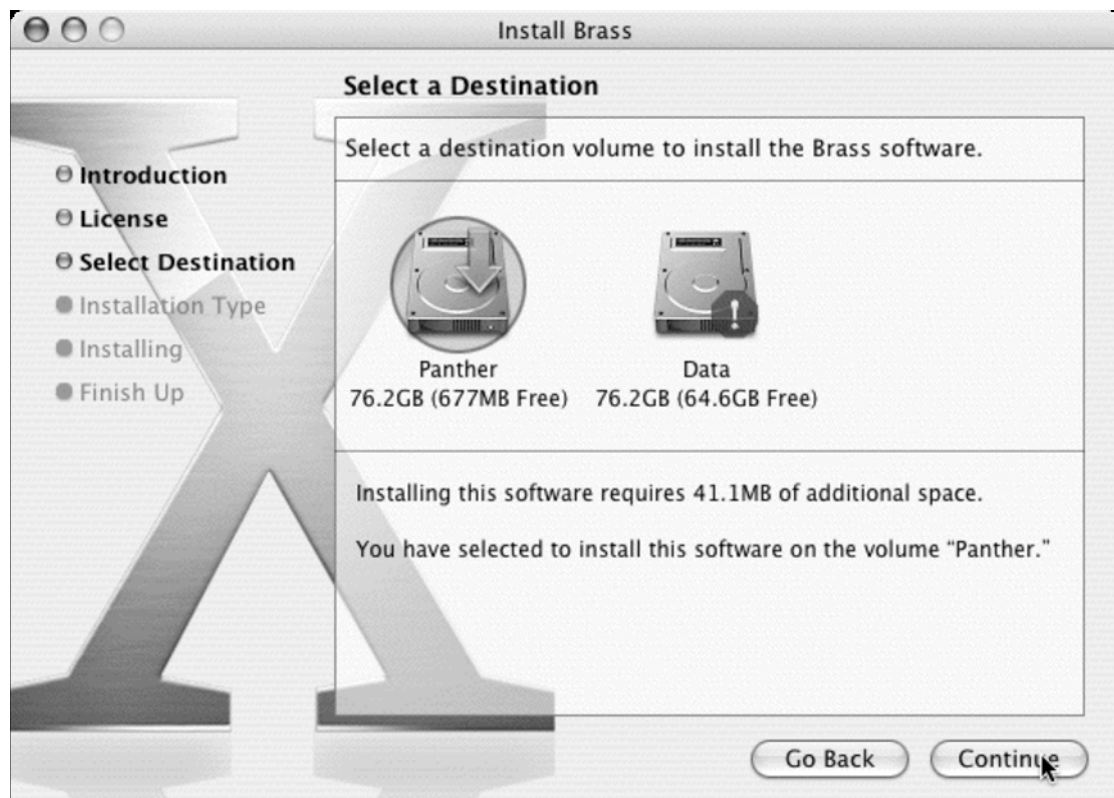 Install Brass
Select a Destination
Introduction
License
Select Destination
Installation Type
Installing
Finish Up
Select a destination volume to install the Brass software.
Panther
76.2GB (677MB Free)
Data
76.2GB (64.6GB Free)
Installing this software requires 41.1MB of additional space.
You have selected to install this software on the volume “Panther.”
Go Back
Continue